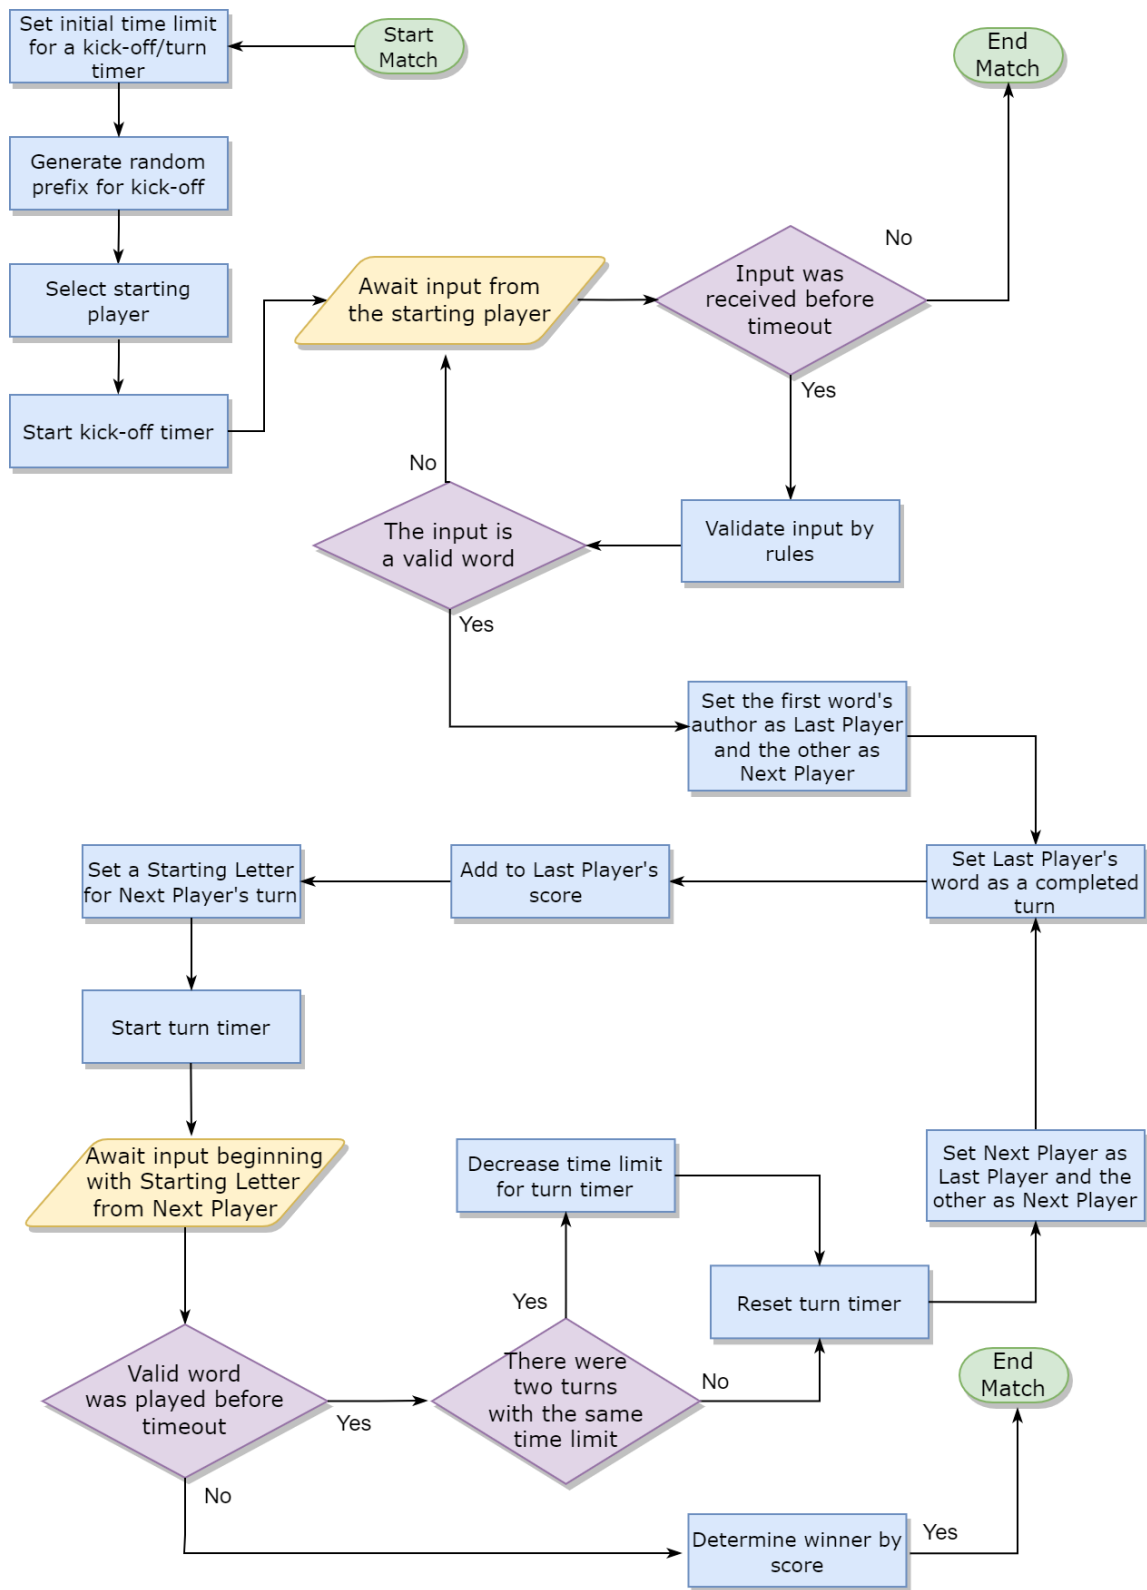 Set initial time limit
for a kick-off/turn
timer
Start
Match
End
Match
Generate random
prefix for kick-off
Select starting
player
Start kick-off timer
Await input from
the starting player
Input was
received before
timeout
No
Yes
Validate input by
rules
The input is
a valid word
No
Yes
Set the first word's
author as Last Player
and the other as
Next Player
Set Last Player's
word as a completed
turn
Add to Last Player's
score
Set a Starting Letter
for Next Player's turn
Start turn timer
Await input beginning
with Starting Letter
from Next Player
Valid word
was played before
timeout
Yes
No
There were
two turns
with the same
time limit
Yes
No
Decrease time limit
for turn timer
Reset turn timer
Set Next Player as
Last Player and the
other as Next Player
Determine winner by
score
Yes
End
Match